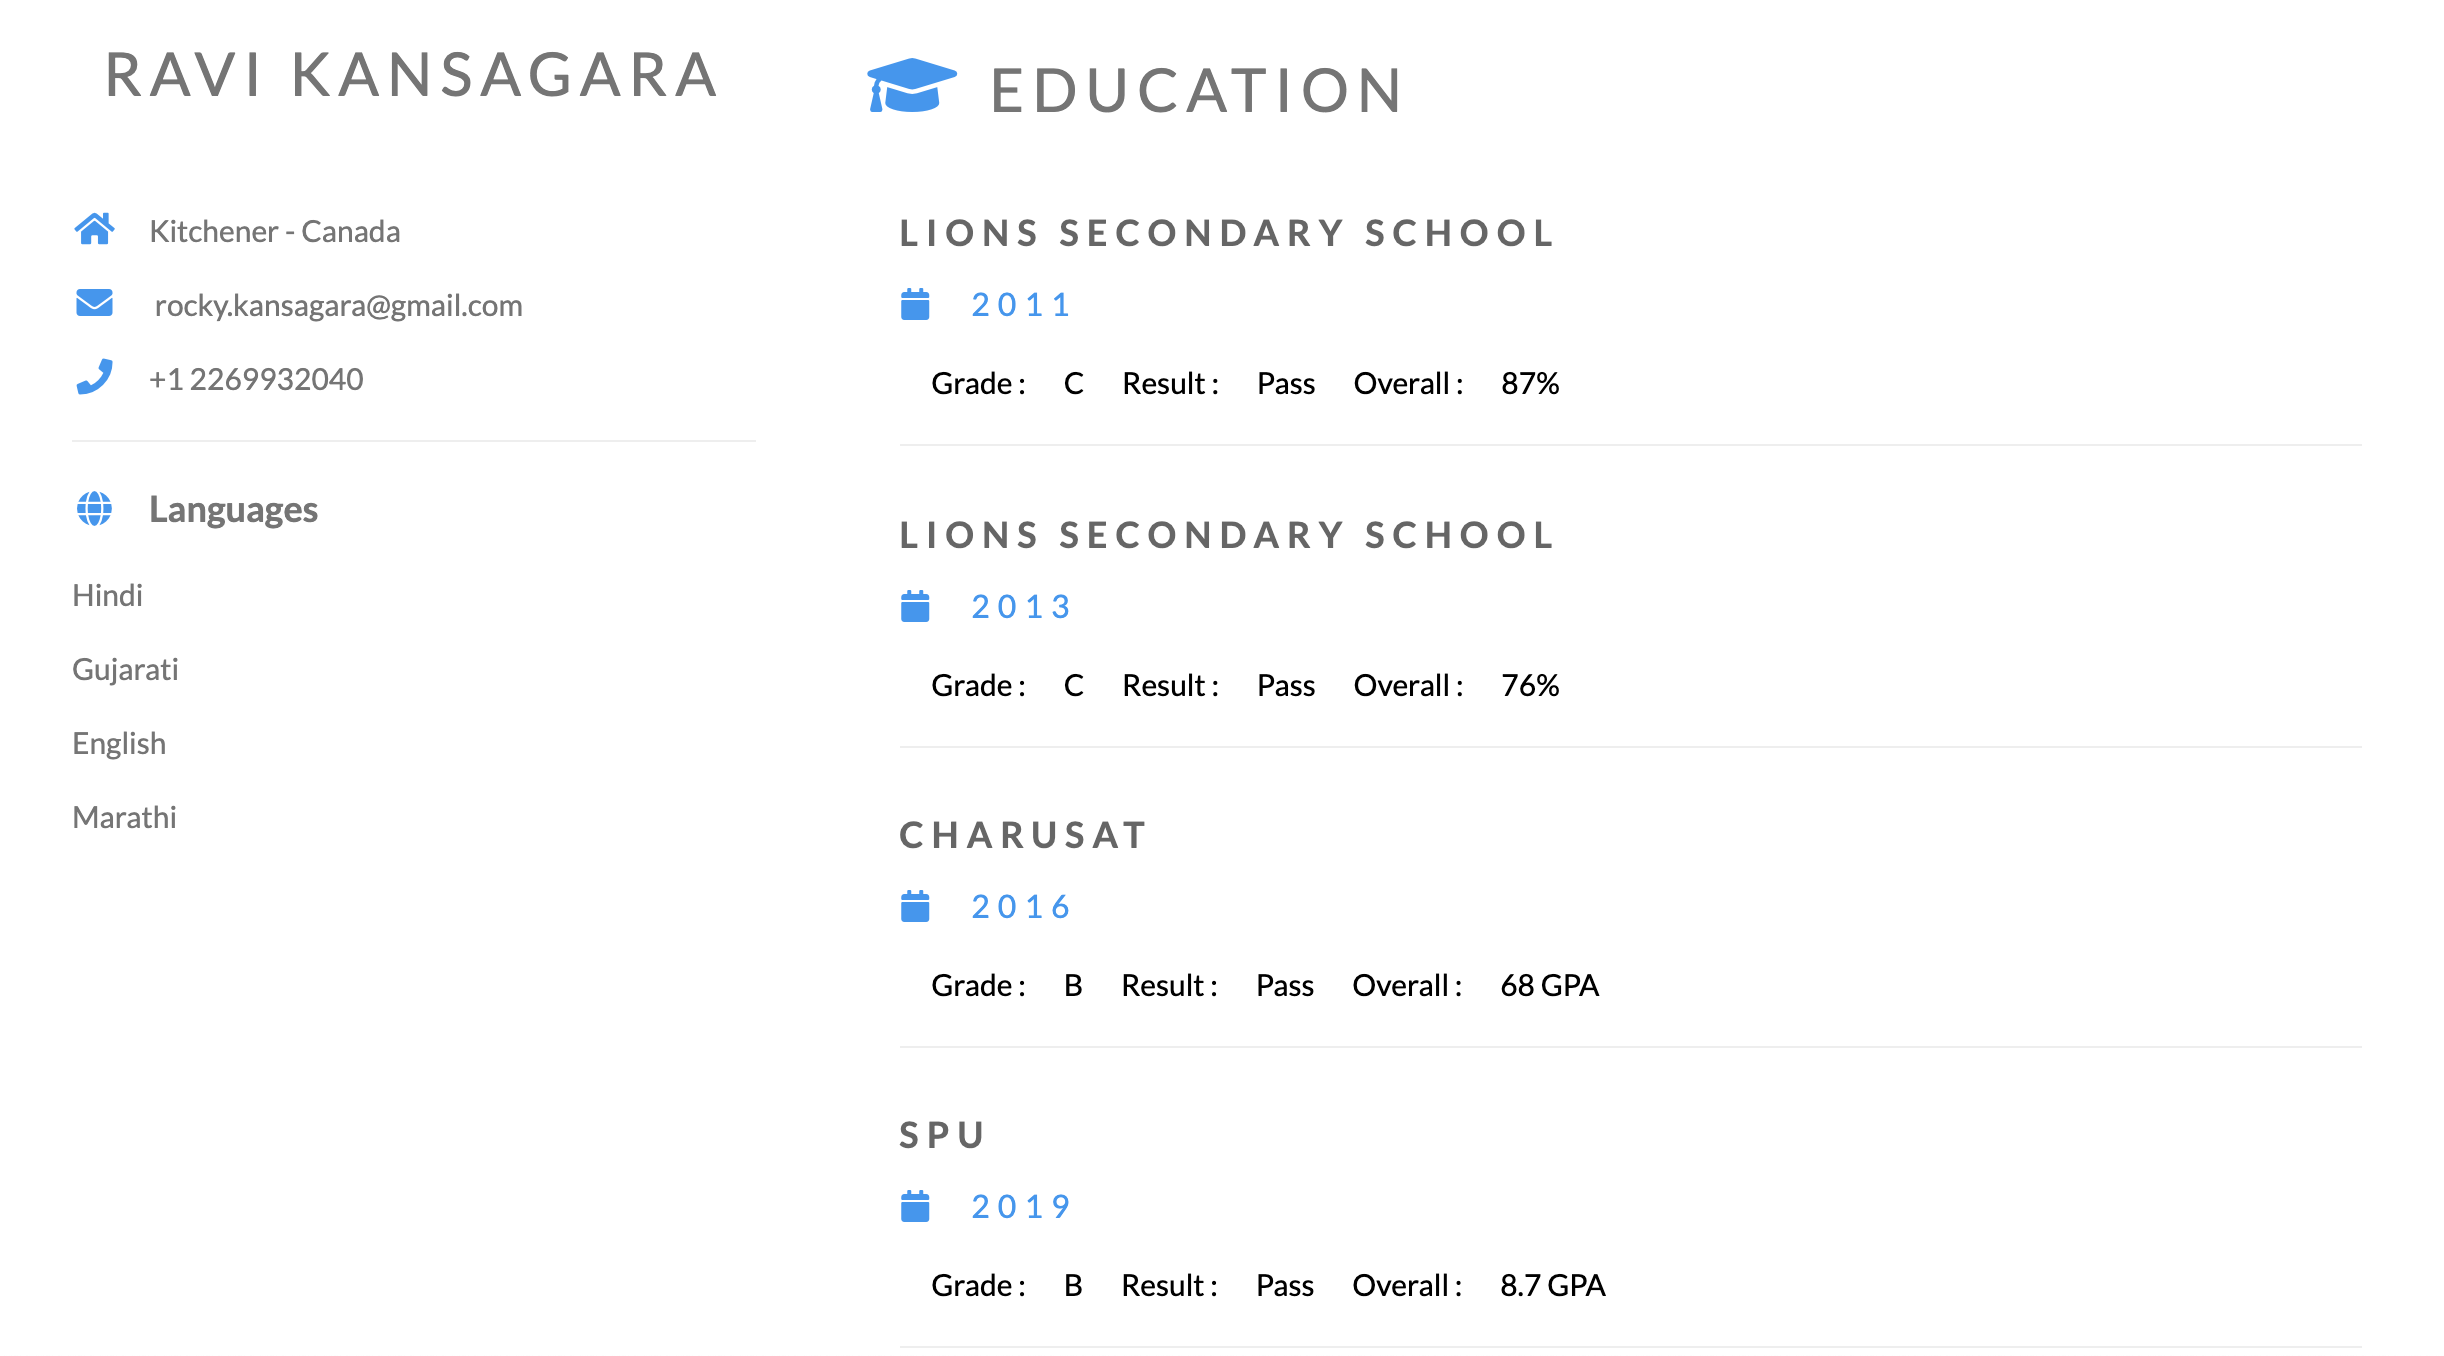 RAVI KANSAGARA
Kitchener - Canada
rocky.kansagara@gmail.com
+1 2269932040
Languages
Hindi
Gujarati
English
Marathi
EDUCATION
LIONS SECONDARY SCHOOL
2011
Grade : C Result : Pass Overall : 87%
LIONS SECONDARY SCHOOL
2013
Grade : C Result : Pass Overall : 76%
CHARUSAT
2016
Grade : B Result : Pass Overall : 68 GPA
SPU
2019
Grade : B Result : Pass Overall : 8.7 GPA